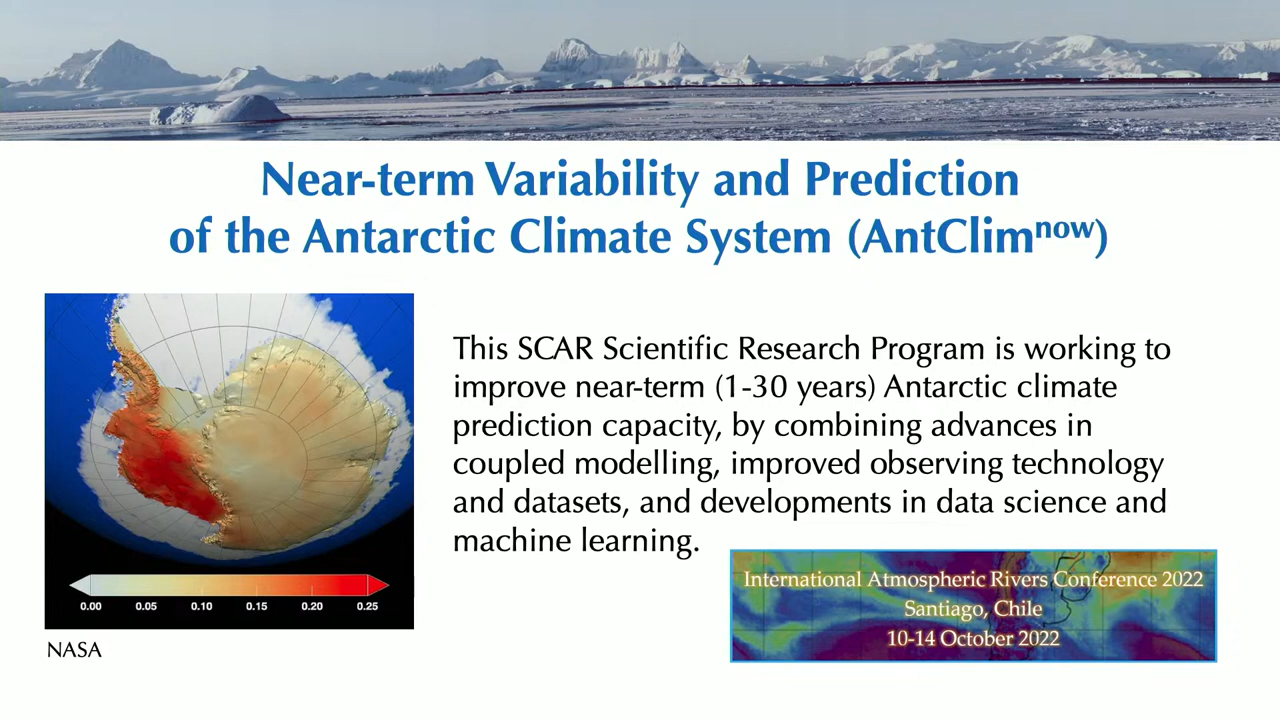 Near-term Variability and Prediction
of the Antarctic Climate System (AntClimⁿᵒʷ)
This SCAR Scientific Research Program is working to
improve near-term (1-30 years) Antarctic climate
prediction capacity, by combining advances in
coupled modelling, improved observing technology
and datasets, and developments in data science and
machine learning.
0.00 0.05 0.10 0.15 0.20 0.25
NASA
International Atmospheric Rivers Conference 2022
Santiago, Chile
10-14 October 2022